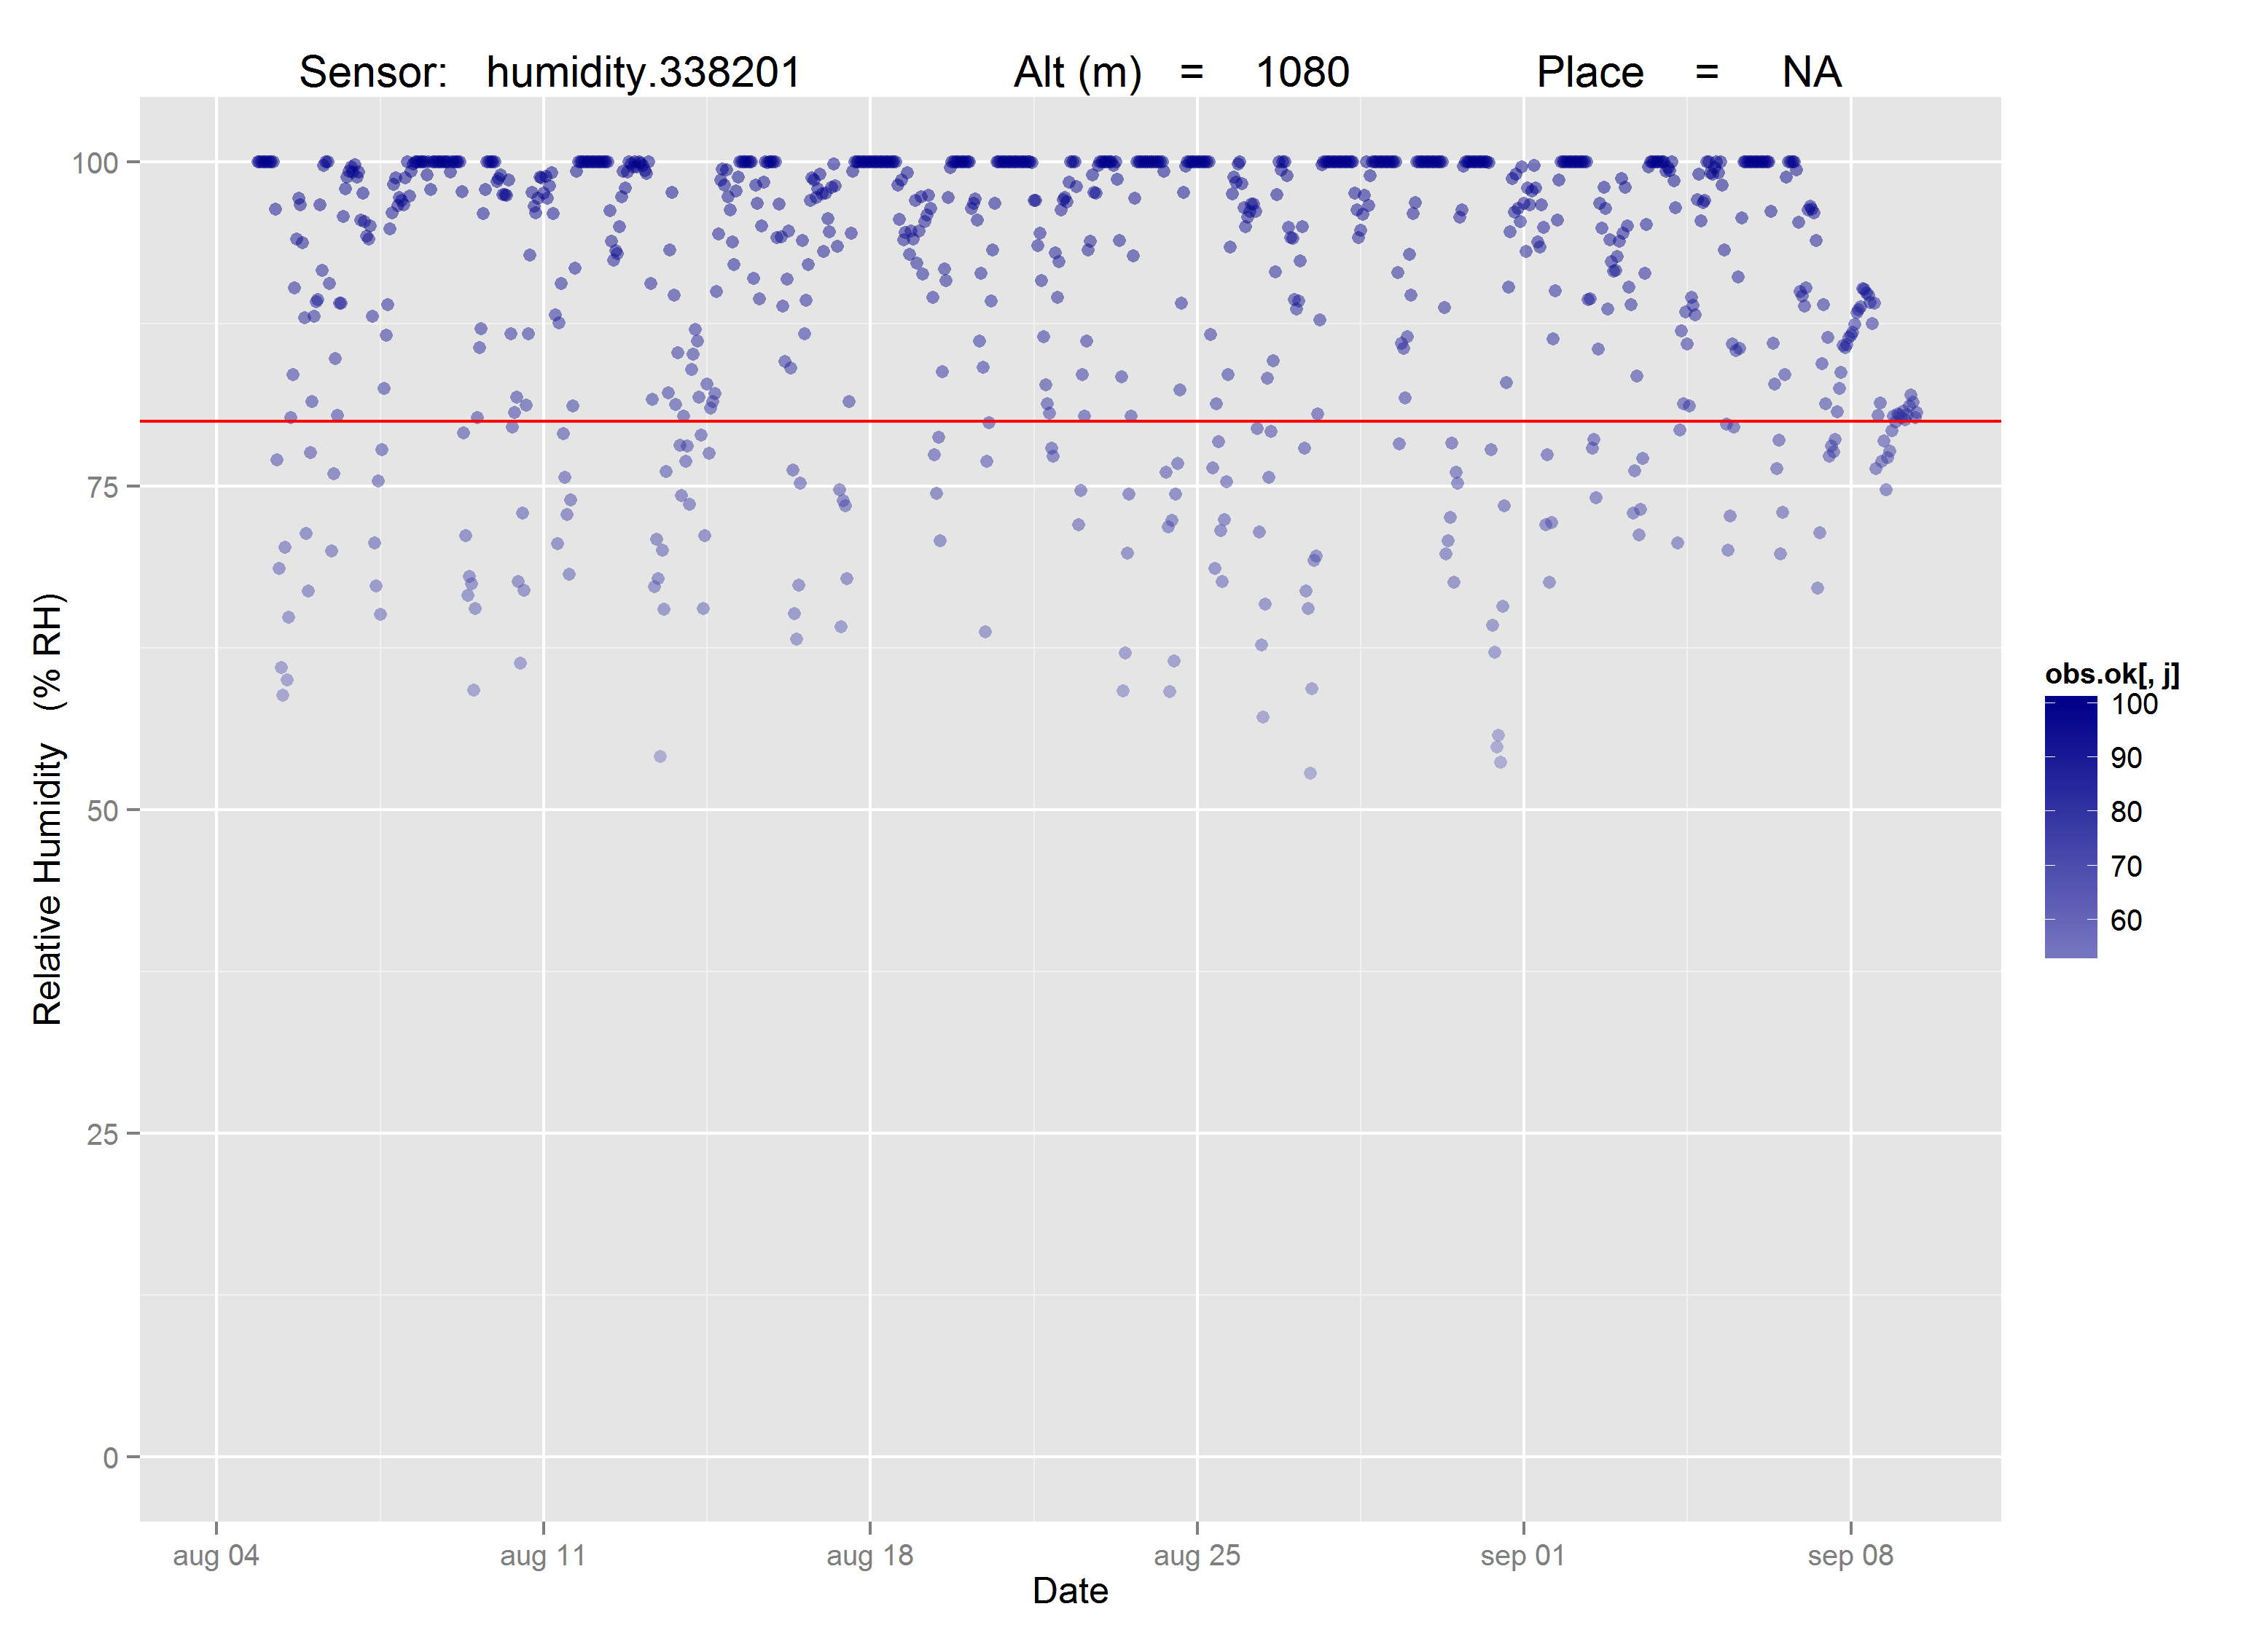 Sensor: humidity.338201 Alt (m) = 1080 Place = NA
Relative Humidity (% RH)
100
75
50
25
0
aug 04 aug 11 aug 18 aug 25 sep 01 sep 08
Date
obs.ok[, j]
100
90
80
70
60